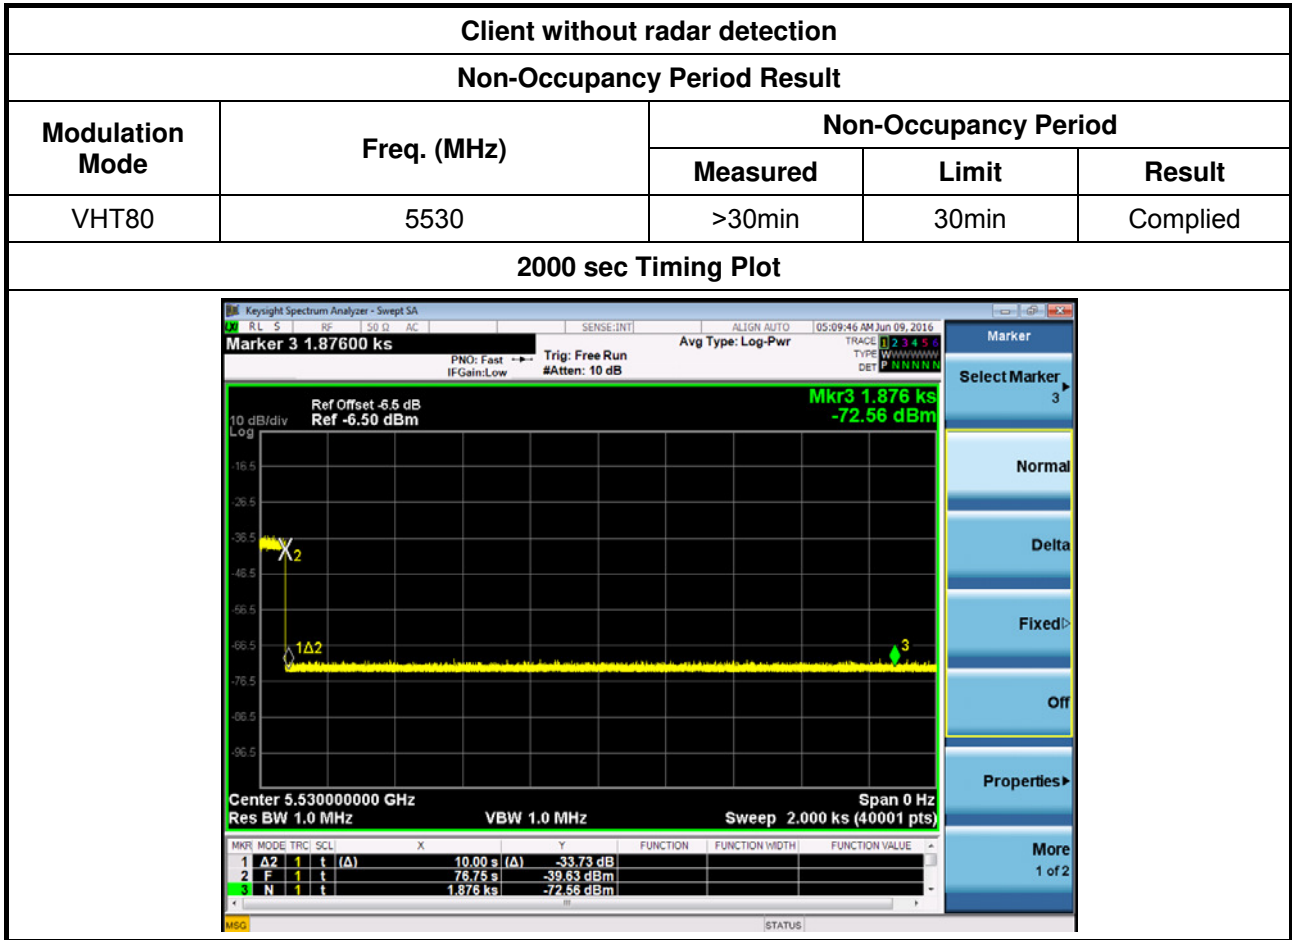 Client without radar detection
Non-Occupancy Period Result
Modulation Mode
Freq. (MHz)
Non-Occupancy Period
Measured
Limit
Result
VHT80 5530 >30min 30min Complied
2000 sec Timing Plot
Keysight Spectrum Analyzer - Swept SA
RL S RF 50 Ω AC SENSE:INT ALIGN AUTO 05:09:46 AM Jun 09, 2016
Marker 3 1.87600 ks
PNO: Fast
IFGain:Low
Trig: Free Run
#Atten: 10 dB
Avg Type: Log-Pwr
TRACE 1 2 3 4 5 6
TYPE WWWWWW
DET P N N N N N
Mkr3 1.876 ks
-72.56 dBm
Ref Offset -6.5 dB
10 dB/div Ref -6.50 dBm
Log
-16.5
-26.5
-36.5
-46.5
-56.5
-66.5
-76.5
-86.5
-96.5
2
1Δ2
3
Center 5.530000000 GHz Span 0 Hz
Res BW 1.0 MHz VBW 1.0 MHz Sweep 2.000 ks (40001 pts)
MKR MODE TRC SCL X Y FUNCTION FUNCTION WIDTH FUNCTION VALUE
1 Δ2 1 t (Δ) 10.00 s (Δ) -33.73 dB
2 F 1 t 76.75 s -39.63 dBm
3 N 1 t 1.876 ks -72.56 dBm
MSG STATUS
Marker
Select Marker
3
Normal
Delta
Fixed
Off
Properties
More
1 of 2